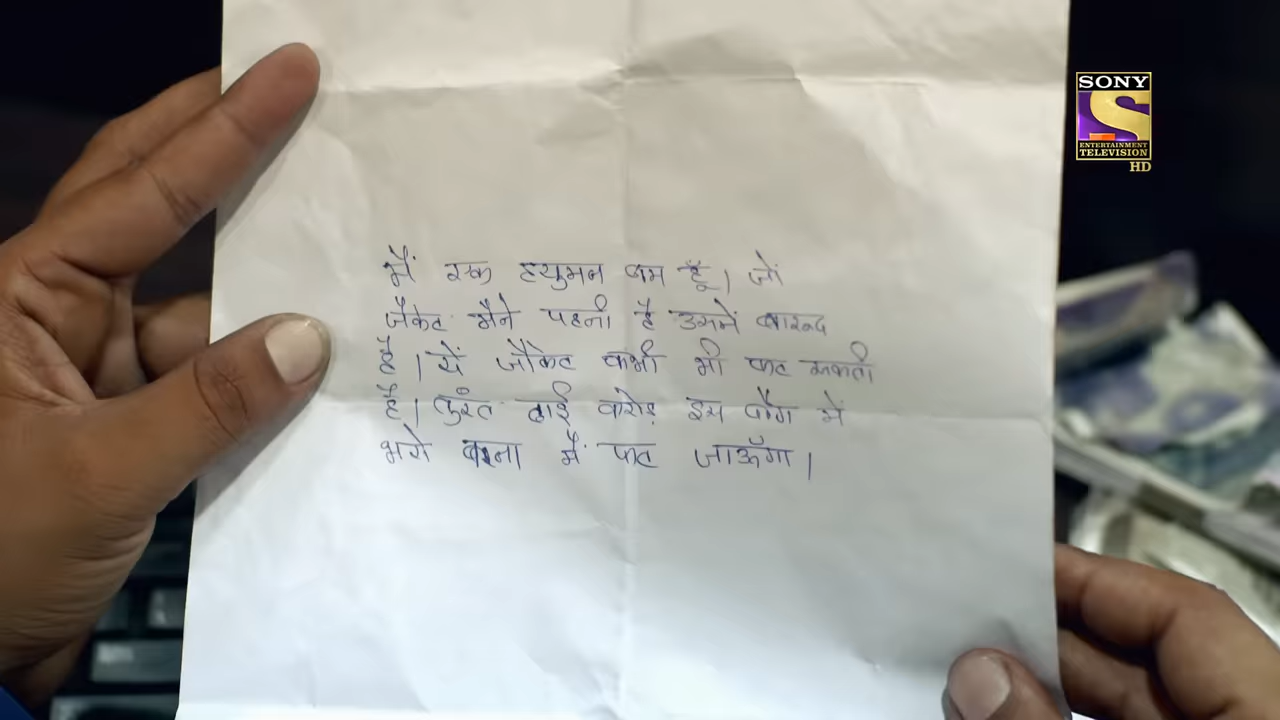 मैं एक ह्युमन बम हूँ। जो
जैकेट मैने पहनी है उसमें बारूद
है। ये जौकेट कभी भी फट सकती
है। तुरंत ढाई करोड़ इस बैग में
भरो वरना मैं फट जाऊँगा।
SONY
ENTERTAINMENT
TELEVISION
HD